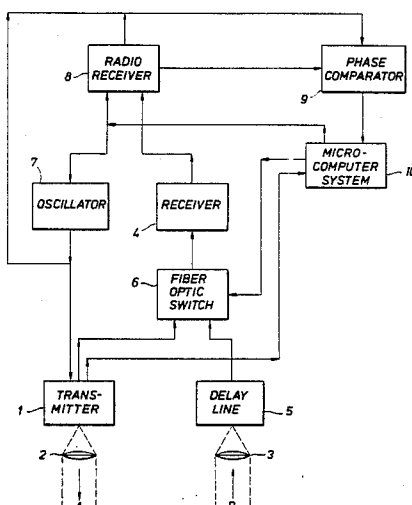 RADIO
RECEIVER
8
PHASE
COMPARATOR
9
MICRO-
COMPUTER
SYSTEM
10
7
OSCILLATOR
RECEIVER
4
6
FIBER
OPTIC
SWITCH
TRANS-
MITTER
1
DELAY
LINE
5
2
3